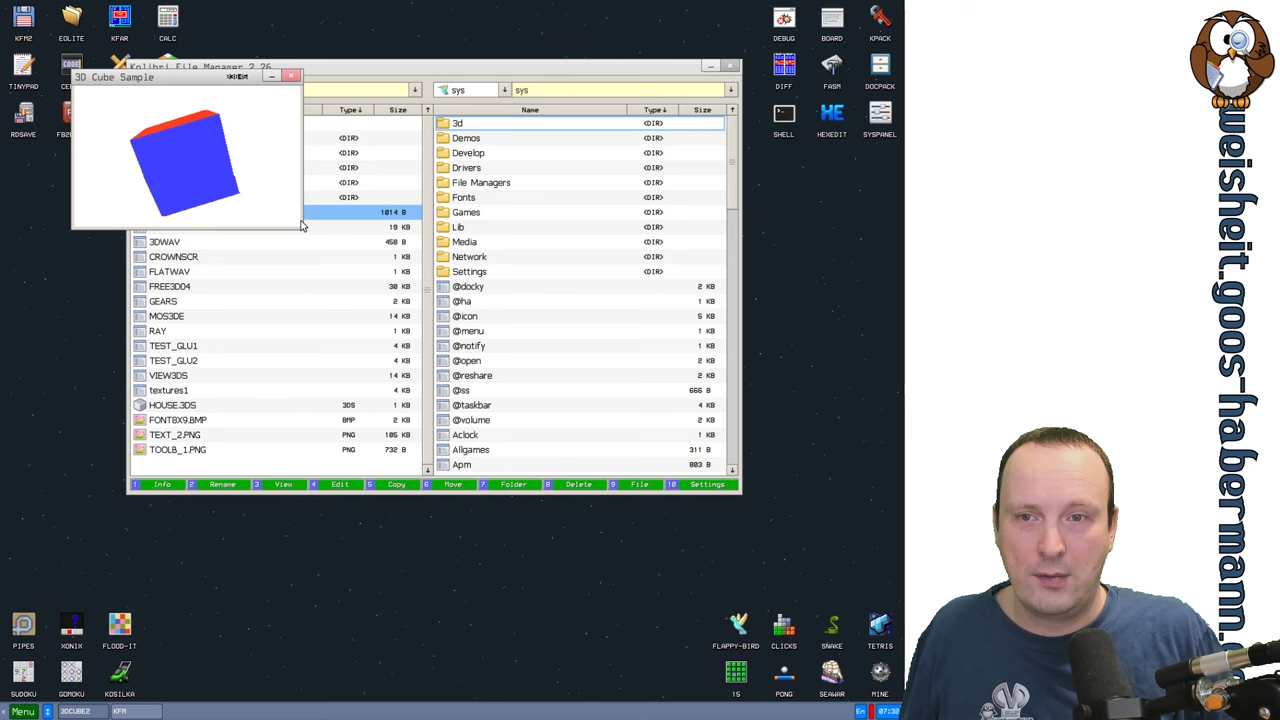 KFM2
EOLITE
KFAR
CALC
DEBUG
BOARD
KPACK
TINYPAD
DIFF
FASM
DOCPACK
RDSAVE
SHELL
HEXEDIT
SYSPANEL
Kolibri File Manager 2.26
3D Cube Sample
sys
sys
Type↓ Size
Name Type↓ Size
3d <DIR>
<DIR> Demos <DIR>
<DIR> Develop <DIR>
<DIR> Drivers <DIR>
<DIR> File Managers <DIR>
<DIR> Fonts <DIR>
1014 B Games <DIR>
19 KB Lib <DIR>
3DWAV 458 B Media <DIR>
CROWNSCR 1 KB Network <DIR>
FLATWAV 1 KB Settings <DIR>
FREE3D04 30 KB @docky 2 KB
GEARS 2 KB @ha 1 KB
MOS3DE 14 KB @icon 5 KB
RAY 1 KB @menu 1 KB
TEST_GLU1 4 KB @notify 1 KB
TEST_GLU2 4 KB @open 1 KB
VIEW3DS 14 KB @reshare 2 KB
textures1 4 KB @ss 666 B
HOUSE.3DS 3DS 1 KB @taskbar 4 KB
FONT8X9.BMP BMP 2 KB @volume 2 KB
TEXT_2.PNG PNG 105 KB Aclock 1 KB
TOOLB_1.PNG PNG 732 B Allgames 311 B
Apm 803 B
1 Info 2 Rename 3 View 4 Edit 5 Copy 6 Move 7 Folder 8 Delete 9 File 10 Settings
PIPES
XONIX
FLOOD-IT
FLAPPY-BIRD
CLICKS
SNAKE
TETRIS
SUDOKU
GOMOKU
KOSILKA
15
PONG
SEAWAR
MINE
Menu 3DCUBE2 KFM En 07:32
weisheit.goos-habermann.